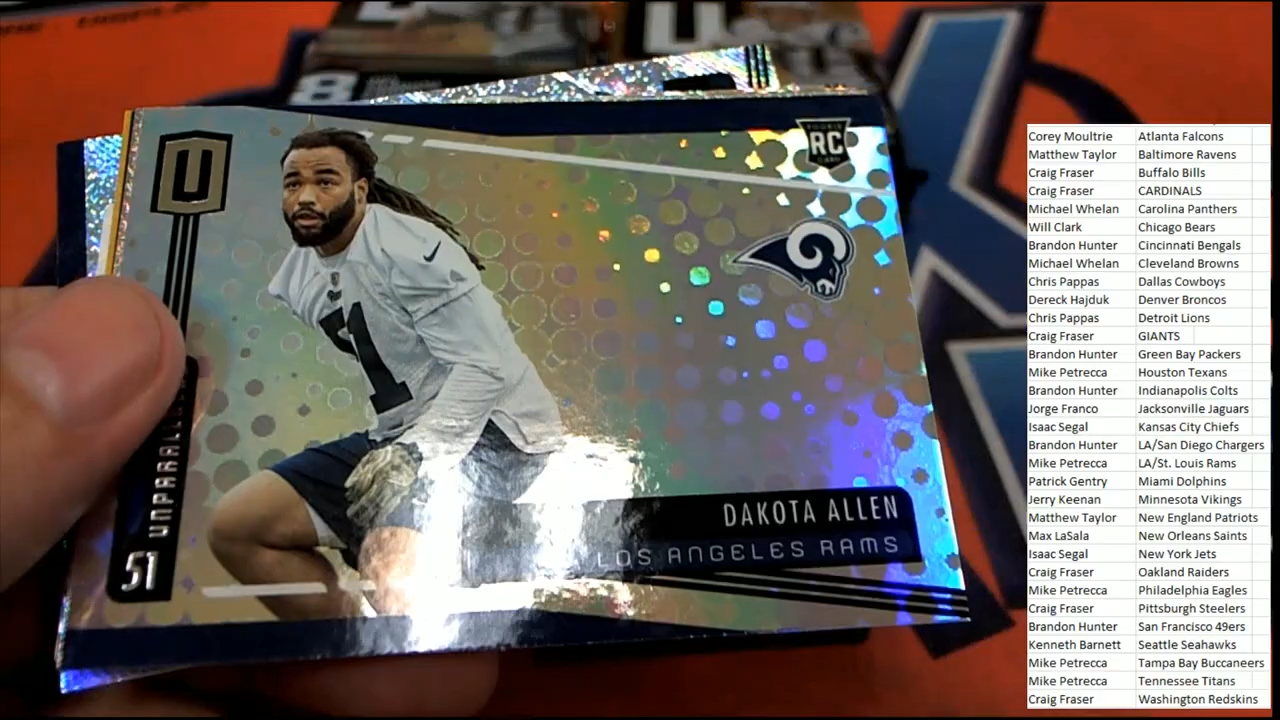 U
ROOKIE
RC
CARD
51
DAKOTA ALLEN
LOS ANGELES RAMS
51
8
Corey Moultrie Atlanta Falcons
Matthew Taylor Baltimore Ravens
Craig Fraser Buffalo Bills
Craig Fraser CARDINALS
Michael Whelan Carolina Panthers
Will Clark Chicago Bears
Brandon Hunter Cincinnati Bengals
Michael Whelan Cleveland Browns
Chris Pappas Dallas Cowboys
Dereck Hajduk Denver Broncos
Chris Pappas Detroit Lions
Craig Fraser GIANTS
Brandon Hunter Green Bay Packers
Mike Petrecca Houston Texans
Brandon Hunter Indianapolis Colts
Jorge Franco Jacksonville Jaguars
Isaac Segal Kansas City Chiefs
Brandon Hunter LA/San Diego Chargers
Mike Petrecca LA/St. Louis Rams
Patrick Gentry Miami Dolphins
Jerry Keenan Minnesota Vikings
Matthew Taylor New England Patriots
Max LaSala New Orleans Saints
Isaac Segal New York Jets
Craig Fraser Oakland Raiders
Mike Petrecca Philadelphia Eagles
Craig Fraser Pittsburgh Steelers
Brandon Hunter San Francisco 49ers
Kenneth Barnett Seattle Seahawks
Mike Petrecca Tampa Bay Buccaneers
Mike Petrecca Tennessee Titans
Craig Fraser Washington Redskins